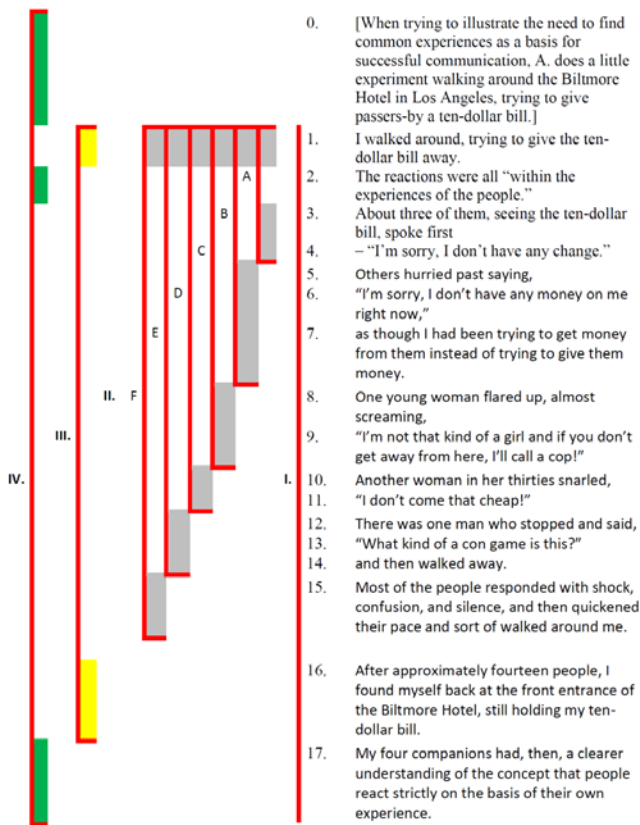 0. [When trying to illustrate the need to find
common experiences as a basis for
successful communication, A. does a little
experiment walking around the Biltmore
Hotel in Los Angeles, trying to give
passers-by a ten-dollar bill.]
1. I walked around, trying to give the ten-
dollar bill away.
2. The reactions were all “within the
experiences of the people.”
3. About three of them, seeing the ten-dollar
bill, spoke first
4. – “I’m sorry, I don’t have any change.”
5. Others hurried past saying,
6. “I’m sorry, I don’t have any money on me
right now,”
7. as though I had been trying to get money
from them instead of trying to give them
money.
8. One young woman flared up, almost
screaming,
9. “I’m not that kind of a girl and if you don’t
get away from here, I’ll call a cop!”
10. Another woman in her thirties snarled,
11. “I don’t come that cheap!”
12. There was one man who stopped and said,
13. “What kind of a con game is this?”
14. and then walked away.
15. Most of the people responded with shock,
confusion, and silence, and then quickened
their pace and sort of walked around me.
16. After approximately fourteen people, I
found myself back at the front entrance of
the Biltmore Hotel, still holding my ten-
dollar bill.
17. My four companions had, then, a clearer
understanding of the concept that people
react strictly on the basis of their own
experience.
A
B
C
D
E
II. F
III.
IV.
I.